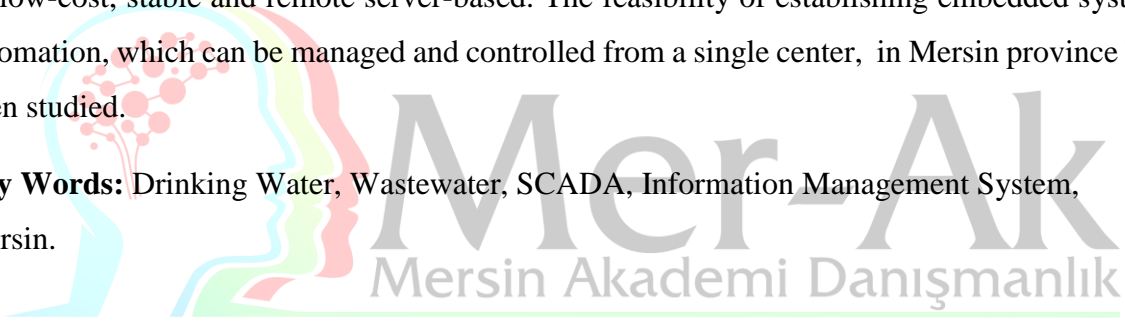 low-cost, stable and remote server-based. The feasibility of establishing embedded syst
omation, which can be managed and controlled from a single center, in Mersin province
en studied.
y Words: Drinking Water, Wastewater, SCADA, Information Management System,
rsin.
Mer-Ak
Mersin Akademi Danışmanlık